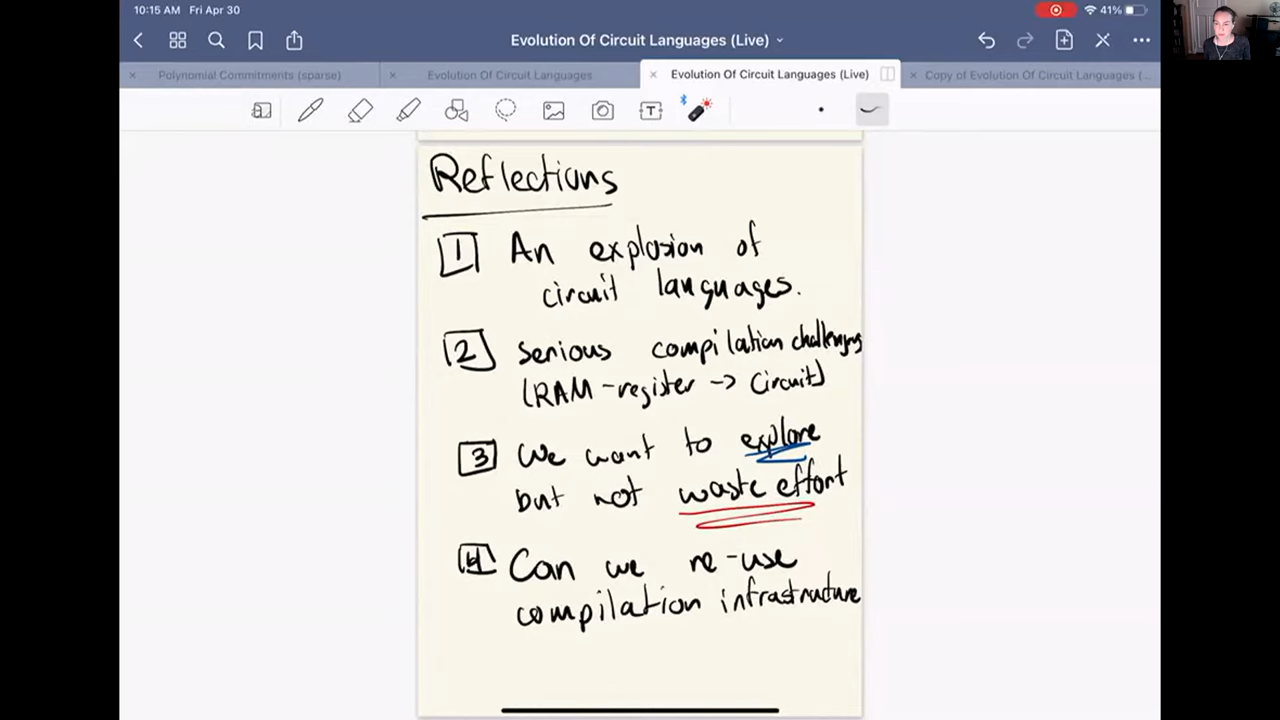 10:15 AM Fri Apr 30
41%
Evolution Of Circuit Languages (Live)
Polynomial Commitments (sparse)
Evolution Of Circuit Languages
Evolution Of Circuit Languages (Live)
Copy of Evolution Of Circuit Languages (...
Reflections
1 An explosion of
circuit languages.
2 Serious compilation challenges
(RAM-register -> Circuit)
3 We want to explore
but not waste effort
4 Can we re-use
compilation infrastructure